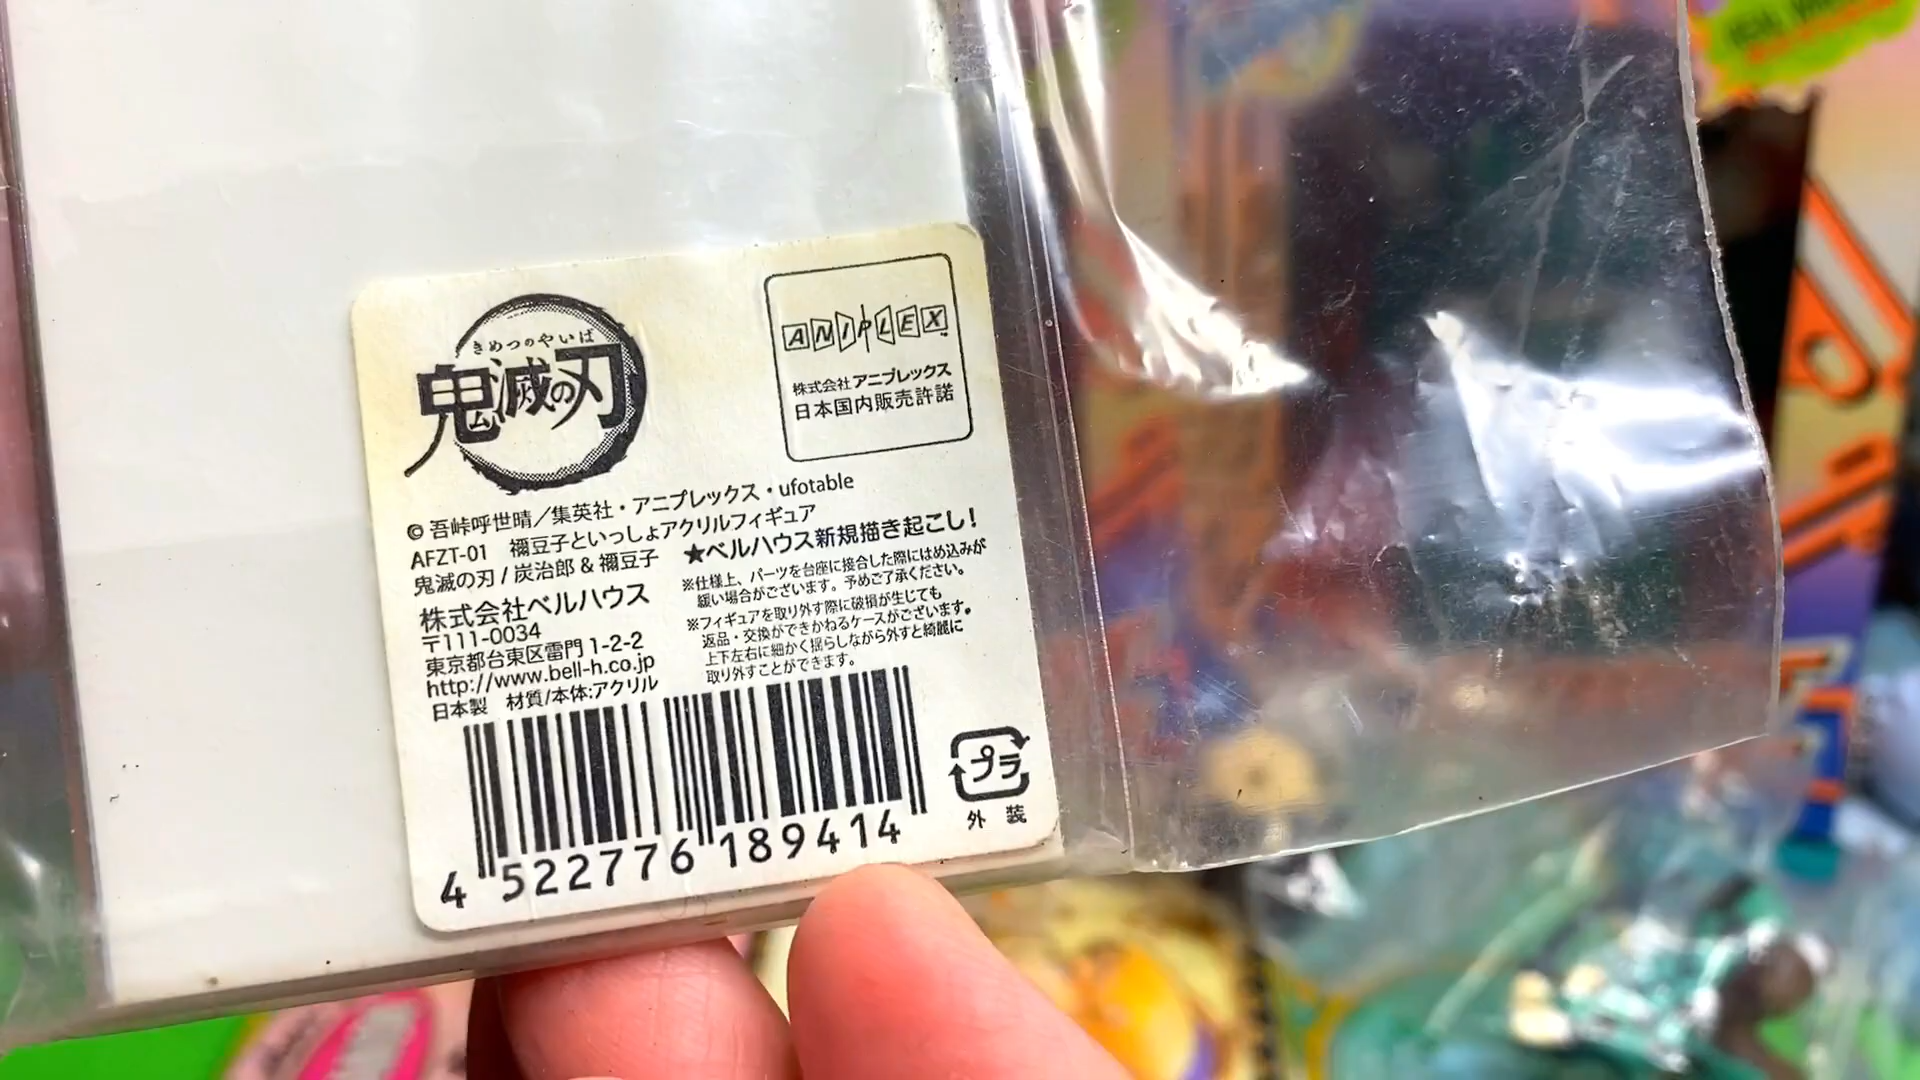 きめつのやいば
鬼滅の刃
ANIPLEX
株式会社アニプレックス
日本国内販売許諾
© 吾峠呼世晴／集英社・アニプレックス・ufotable
AFZT-01　禰豆子といっしょアクリルフィギュア
鬼滅の刃 / 炭治郎 & 禰豆子
★ベルハウス新規描き起こし！
株式会社ベルハウス
〒111-0034
東京都台東区雷門 1-2-2
http://www.bell-h.co.jp
日本製　材質/本体:アクリル
※仕様上、パーツを台座に接合した際にはめ込みが
緩い場合がございます。予めご了承ください。
※フィギュアを取り外す際に破損が生じても
返品・交換ができかねるケースがございます。
上下左右に細かく揺らしながら外すと綺麗に
取り外すことができます。
4 522776 189414
プラ
外 装